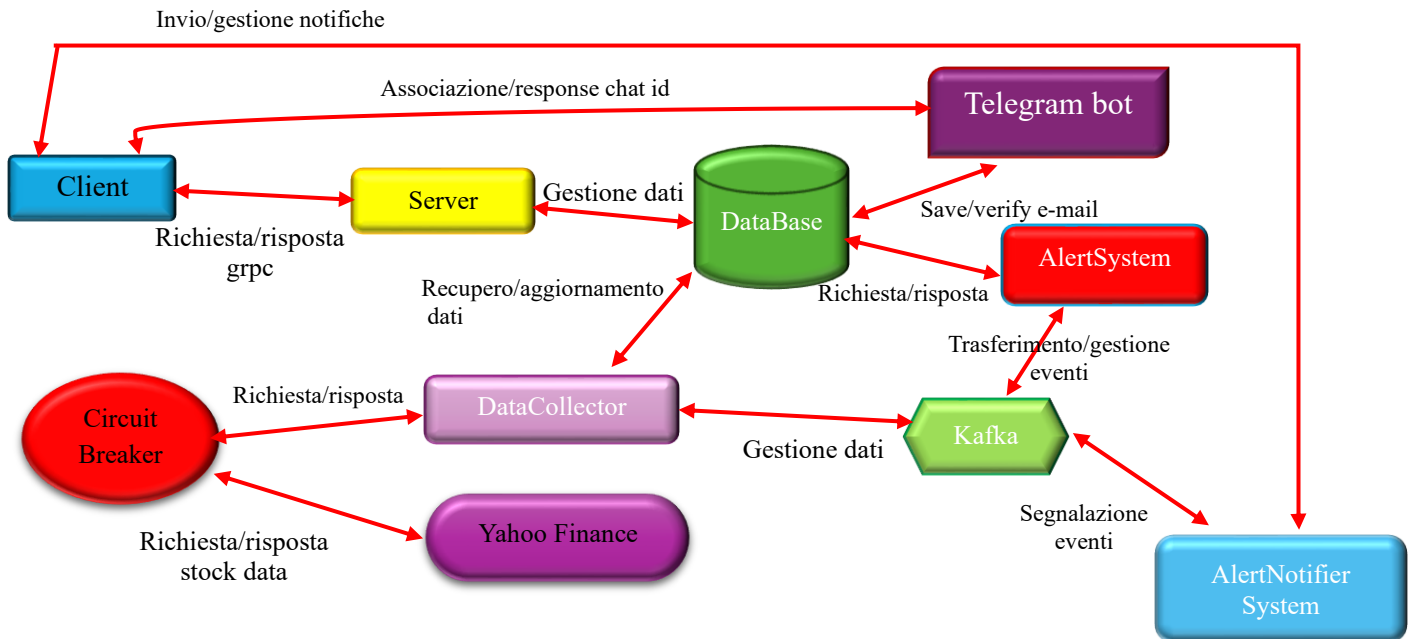 Invio/gestione notifiche
Associazione/response chat id
Telegram bot
Client
Server
Gestione dati
DataBase
Save/verify e-mail
Richiesta/risposta
grpc
AlertSystem
Recupero/aggiornamento
dati
Richiesta/risposta
Trasferimento/gestione
eventi
Richiesta/risposta
DataCollector
Circuit
Breaker
Kafka
Gestione dati
Yahoo Finance
Segnalazione
eventi
Richiesta/risposta
stock data
AlertNotifier
System